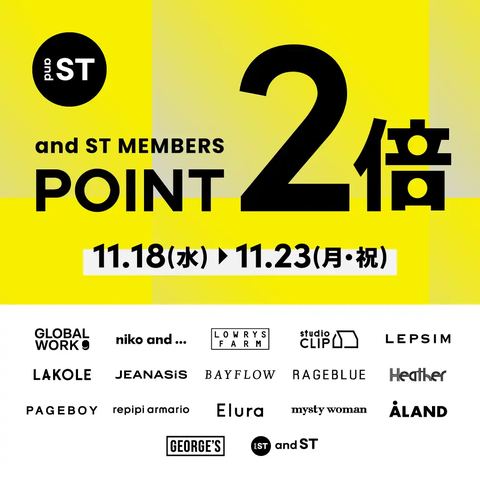 and ST
and ST MEMBERS
POINT 2倍
11.18(水)▶11.23(月・祝)
GLOBAL WORK niko and ... LOWRYS FARM studio CLIP LEPSIM
LAKOLE JEANASiS BAYFLOW RAGEBLUE Heather
PAGEBOY repipi armario Elura mysty woman ÅLAND
GEORGE'S and ST and ST